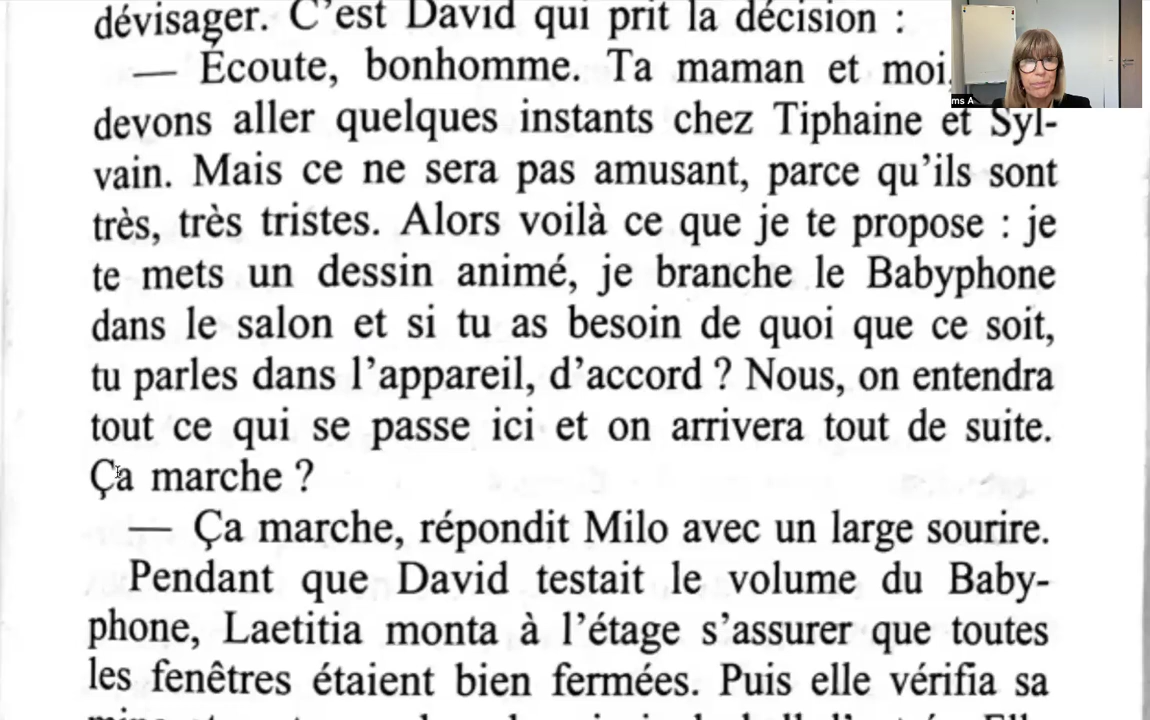 dévisager. C'est David qui prit la décision :
— Écoute, bonhomme. Ta maman et moi,
devons aller quelques instants chez Tiphaine et Syl-
vain. Mais ce ne sera pas amusant, parce qu'ils sont
très, très tristes. Alors voilà ce que je te propose : je
te mets un dessin animé, je branche le Babyphone
dans le salon et si tu as besoin de quoi que ce soit,
tu parles dans l'appareil, d'accord ? Nous, on entendra
tout ce qui se passe ici et on arrivera tout de suite.
Ça marche ?
— Ça marche, répondit Milo avec un large sourire.
Pendant que David testait le volume du Baby-
phone, Laetitia monta à l'étage s'assurer que toutes
les fenêtres étaient bien fermées. Puis elle vérifia sa
ms A